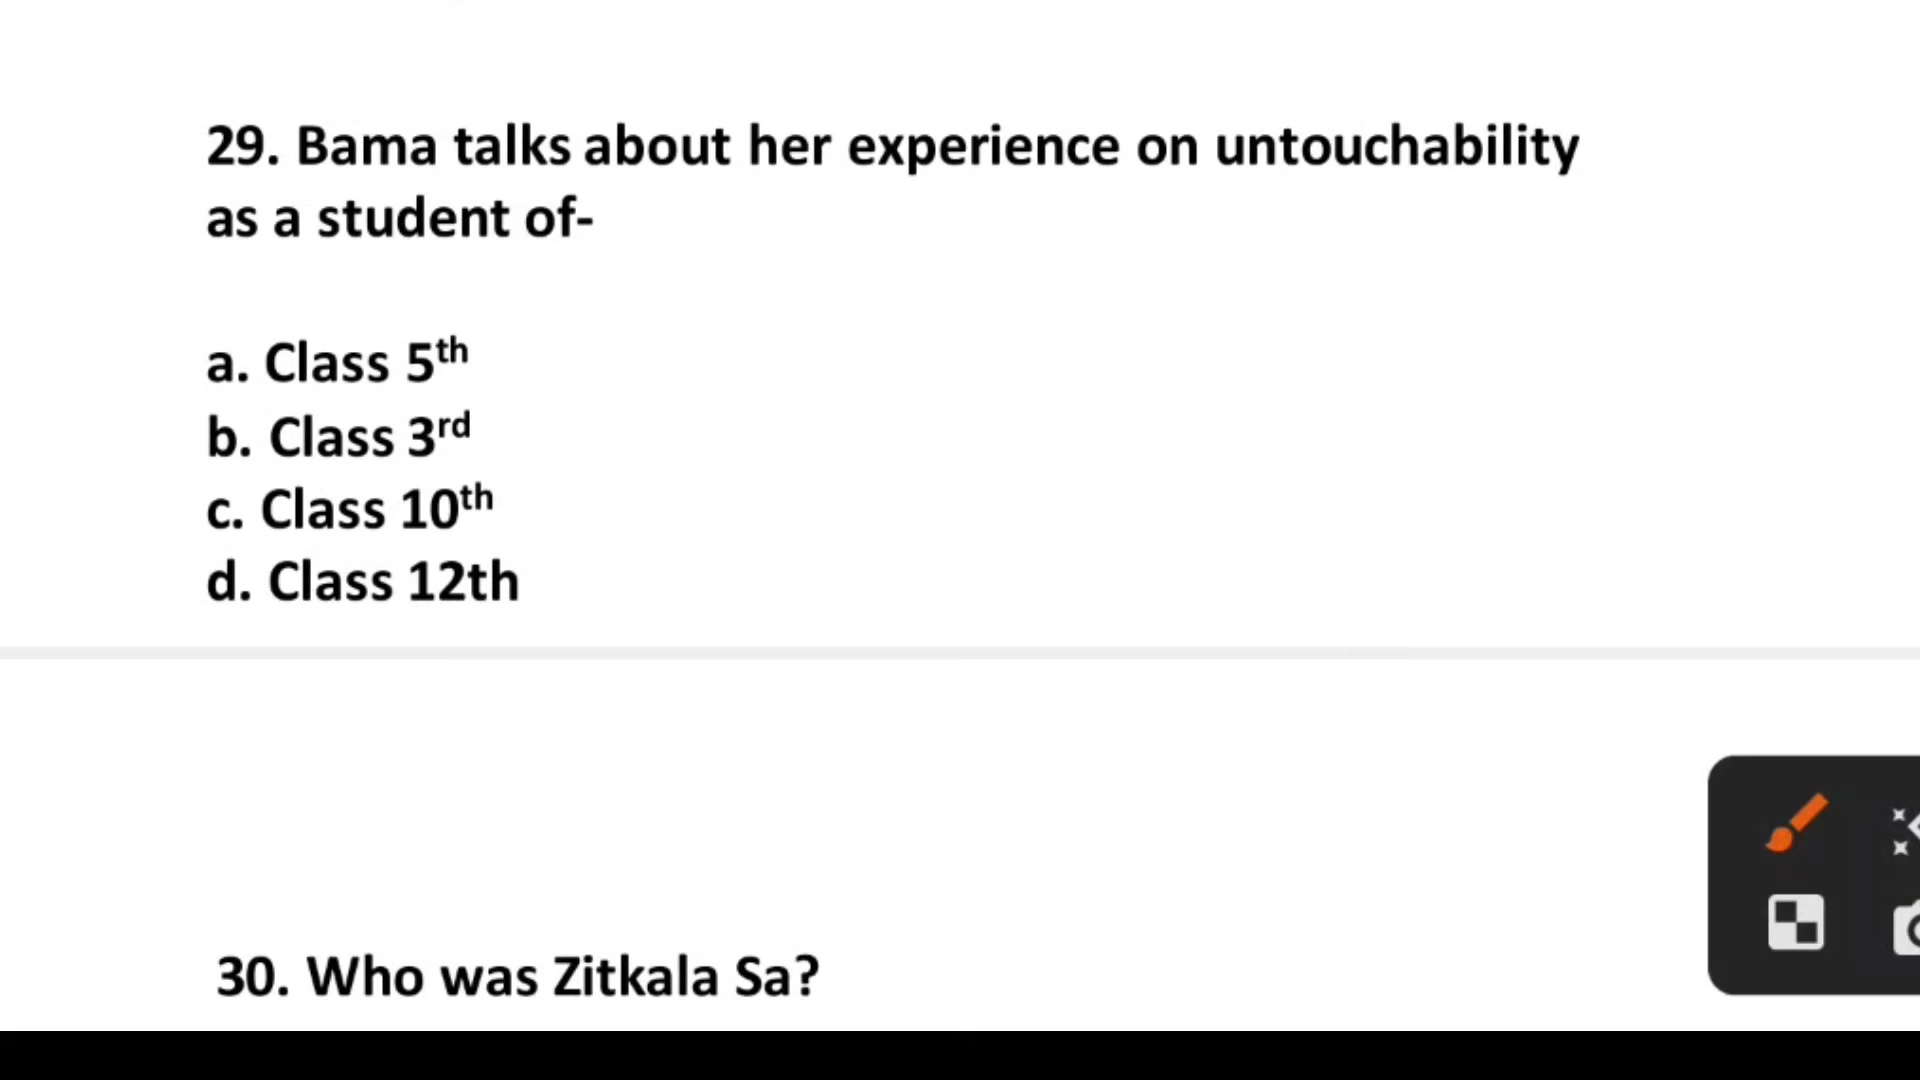 29. Bama talks about her experience on untouchability
as a student of-
a. Class 5th
b. Class 3rd
c. Class 10th
d. Class 12th
30. Who was Zitkala Sa?